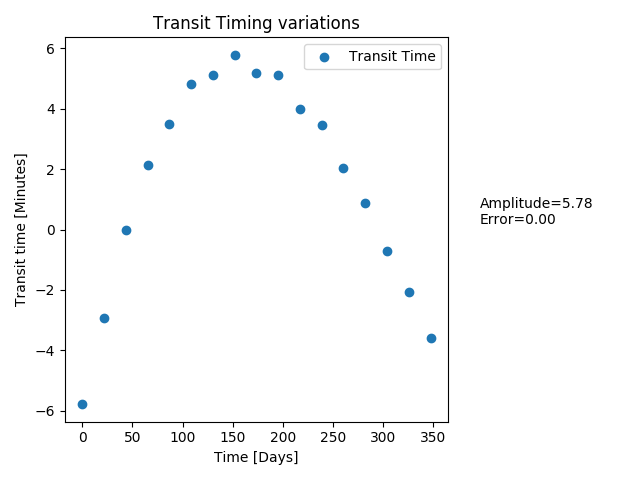 Transit Timing variations
Transit Time
6
4
2
0
−2
−4
−6
Transit time [Minutes]
0 50 100 150 200 250 300 350
Time [Days]
Amplitude=5.78
Error=0.00